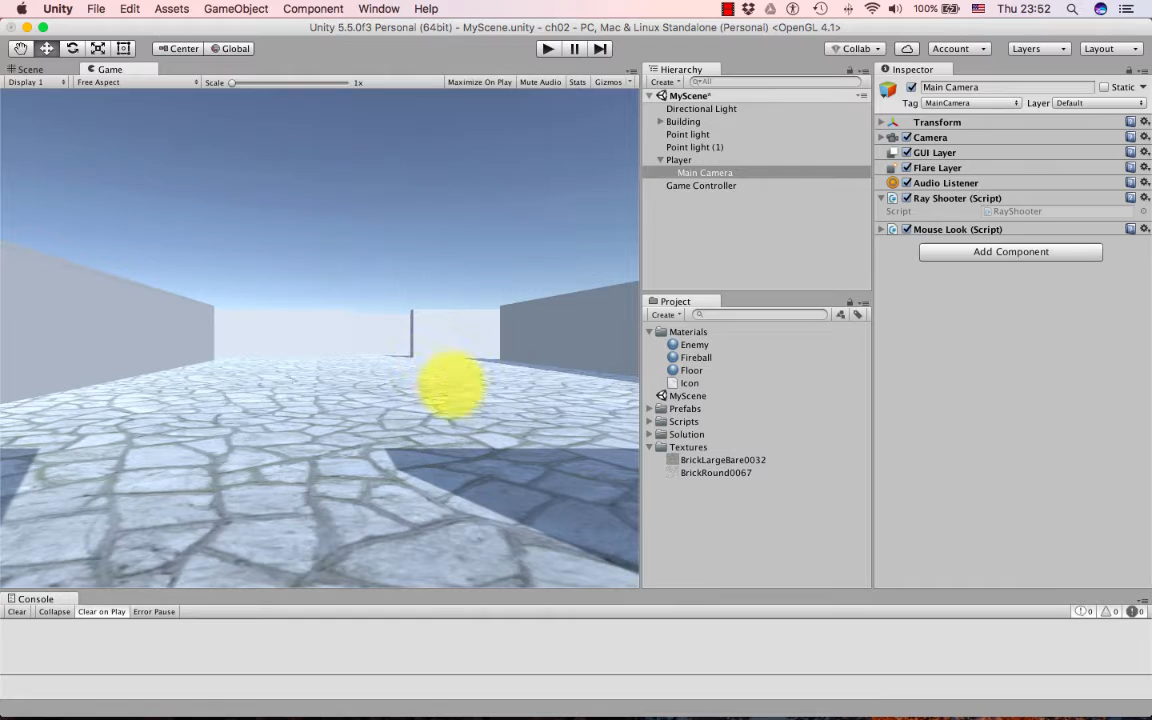 Unity File Edit Assets GameObject Component Window Help 100% Thu 23:52
Unity 5.5.0f3 Personal (64bit) - MyScene.unity - ch02 - PC, Mac & Linux Standalone (Personal) <OpenGL 4.1>
Center Global Collab Account Layers Layout
Scene Game
Display 1 Free Aspect Scale 1x Maximize On Play Mute Audio Stats Gizmos
Hierarchy
Create All
MyScene*
Directional Light
Building
Point light
Point light (1)
Player
Main Camera
Game Controller
Project
Create
Materials
Enemy
Fireball
Floor
Icon
MyScene
Prefabs
Scripts
Solution
Textures
BrickLargeBare0032
BrickRound0067
Inspector
Main Camera Static
Tag MainCamera Layer Default
Transform
Camera
GUI Layer
Flare Layer
Audio Listener
Ray Shooter (Script)
Script RayShooter
Mouse Look (Script)
Add Component
Console
Clear Collapse Clear on Play Error Pause 0 0 0